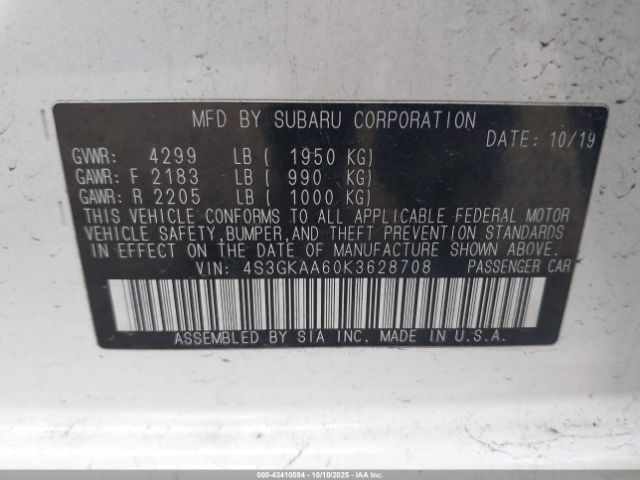 MFD BY SUBARU CORPORATION
DATE: 10/19
GVWR: 4299 LB ( 1950 KG)
GAWR: F 2183 LB ( 990 KG)
GAWR: R 2205 LB ( 1000 KG)
THIS VEHICLE CONFORMS TO ALL APPLICABLE FEDERAL MOTOR
VEHICLE SAFETY, BUMPER, AND THEFT PREVENTION STANDARDS
IN EFFECT ON THE DATE OF MANUFACTURE SHOWN ABOVE.
VIN: 4S3GKAA60K3628708 PASSENGER CAR
ASSEMBLED BY SIA INC. MADE IN U.S.A.
000-43410594 - 10/10/2025 - IAAI.COM